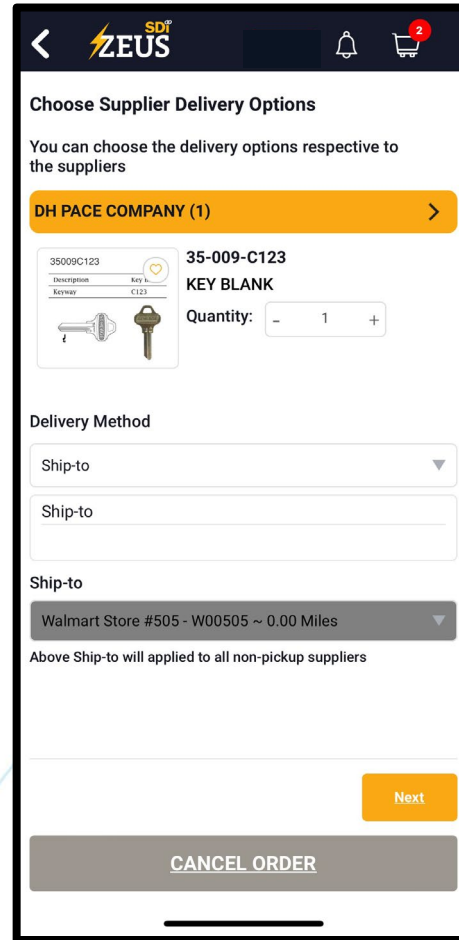 SDI®
ZEUS
2
Choose Supplier Delivery Options
You can choose the delivery options respective to
the suppliers
DH PACE COMPANY (1)
35009C123
Description Key
Keyway C123
35-009-C123
KEY BLANK
Quantity: - 1 +
Delivery Method
Ship-to
Ship-to
Ship-to
Walmart Store #505 - W00505 ~ 0.00 Miles
Above Ship-to will applied to all non-pickup suppliers
Next
CANCEL ORDER